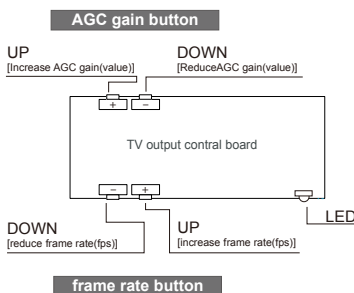 AGC gain button
UP
[Increase AGC gain(value)]
DOWN
[ReduceAGC gain(value)]
+
−
TV output contral board
−
+
LED
DOWN
[reduce frame rate(fps)]
UP
[increase frame rate(fps)]
frame rate button